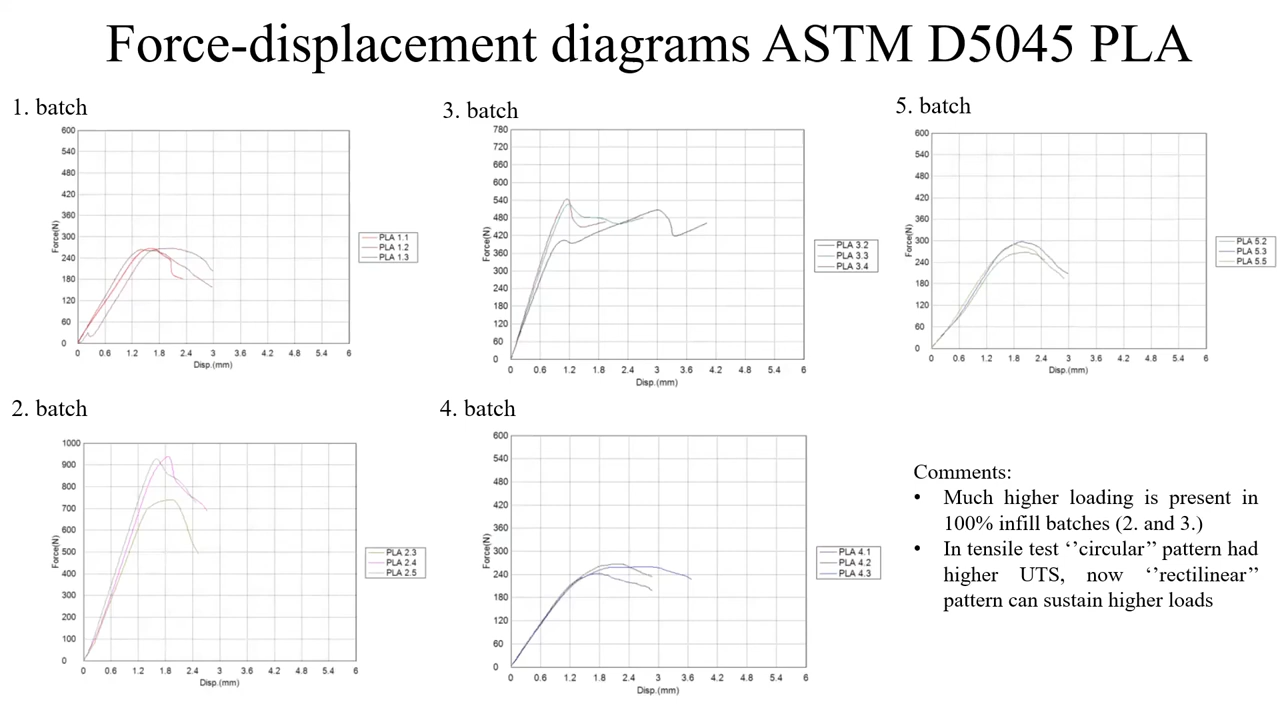 Force-displacement diagrams ASTM D5045 PLA
1. batch
600
540
480
420
360
300
240
180
120
60
0
Force(N)
0 0.6 1.2 1.8 2.4 3 3.6 4.2 4.8 5.4 6
Disp.(mm)
PLA 1.1
PLA 1.2
PLA 1.3
3. batch
780
720
660
600
540
480
420
360
300
240
180
120
60
0
Force(N)
0 0.6 1.2 1.8 2.4 3 3.6 4.2 4.8 5.4 6
Disp.(mm)
PLA 3.2
PLA 3.3
PLA 3.4
5. batch
600
540
480
420
360
300
240
180
120
60
0
Force(N)
0 0.6 1.2 1.8 2.4 3 3.6 4.2 4.8 5.4 6
Disp.(mm)
PLA 5.2
PLA 5.3
PLA 5.5
2. batch
1000
900
800
700
600
500
400
300
200
100
0
Force(N)
0 0.6 1.2 1.8 2.4 3 3.6 4.2 4.8 5.4 6
Disp.(mm)
PLA 2.3
PLA 2.4
PLA 2.5
4. batch
600
540
480
420
360
300
240
180
120
60
0
Force(N)
0 0.6 1.2 1.8 2.4 3 3.6 4.2 4.8 5.4 6
Disp.(mm)
PLA 4.1
PLA 4.2
PLA 4.3
Comments:
• Much higher loading is present in
100% infill batches (2. and 3.)
• In tensile test ‘’circular’’ pattern had
higher UTS, now ‘’rectilinear’’
pattern can sustain higher loads